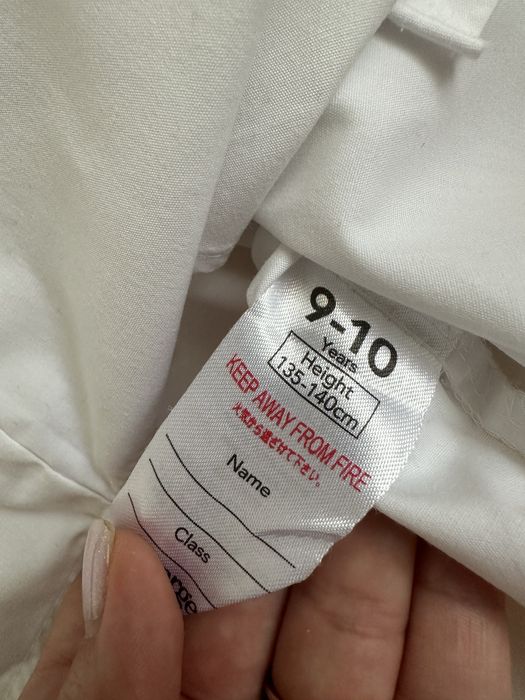 9-10
Years
Height
135-140cm
KEEP AWAY FROM FIRE
火気から遠ざけて下さい。
Name
Class